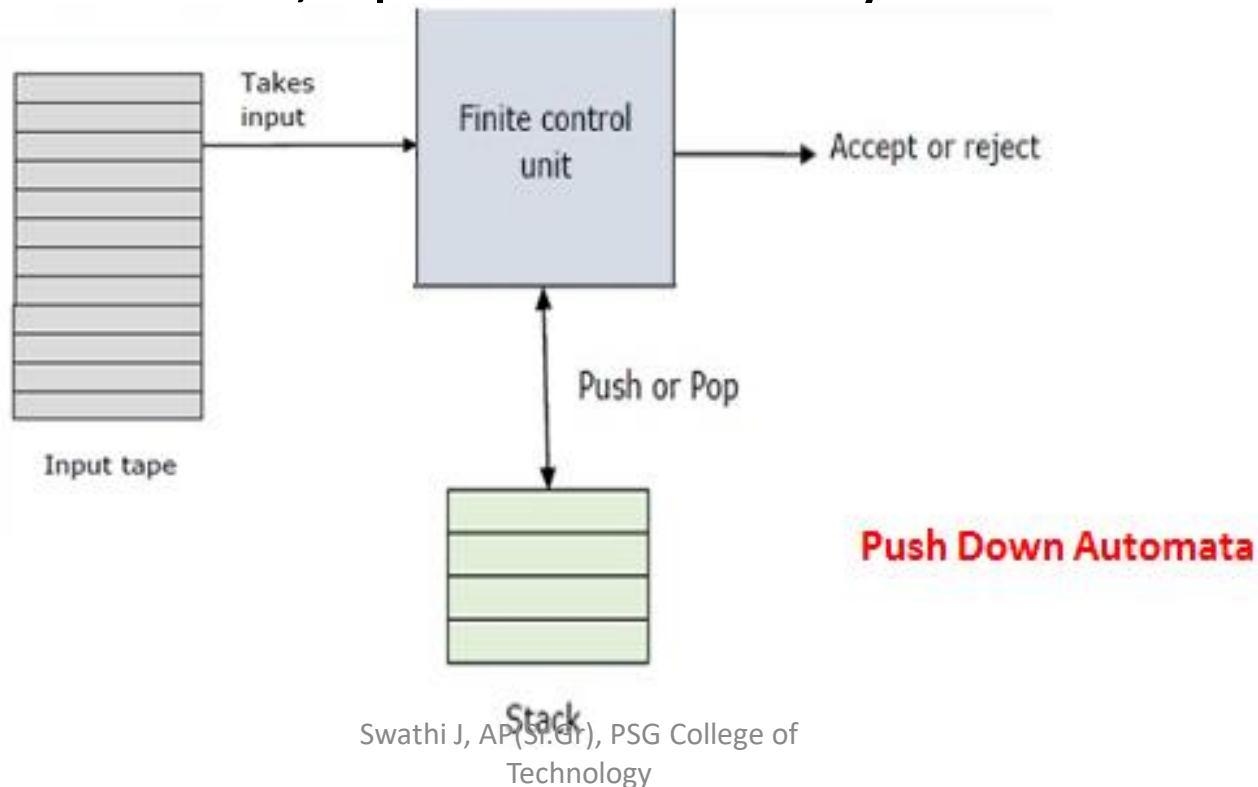 Takes
input
Finite control
unit
Accept or reject
Push or Pop
Input tape
Push Down Automata
Stack
Swathi J, AP(Sr.Gr), PSG College of
Technology